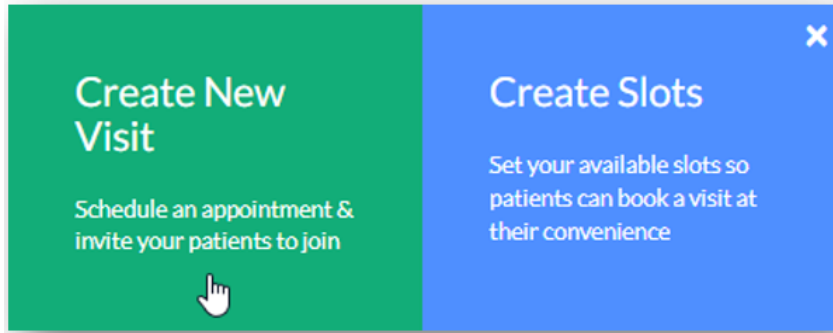 Create New
Visit
Schedule an appointment &
invite your patients to join
Create Slots
Set your available slots so
patients can book a visit at
their convenience